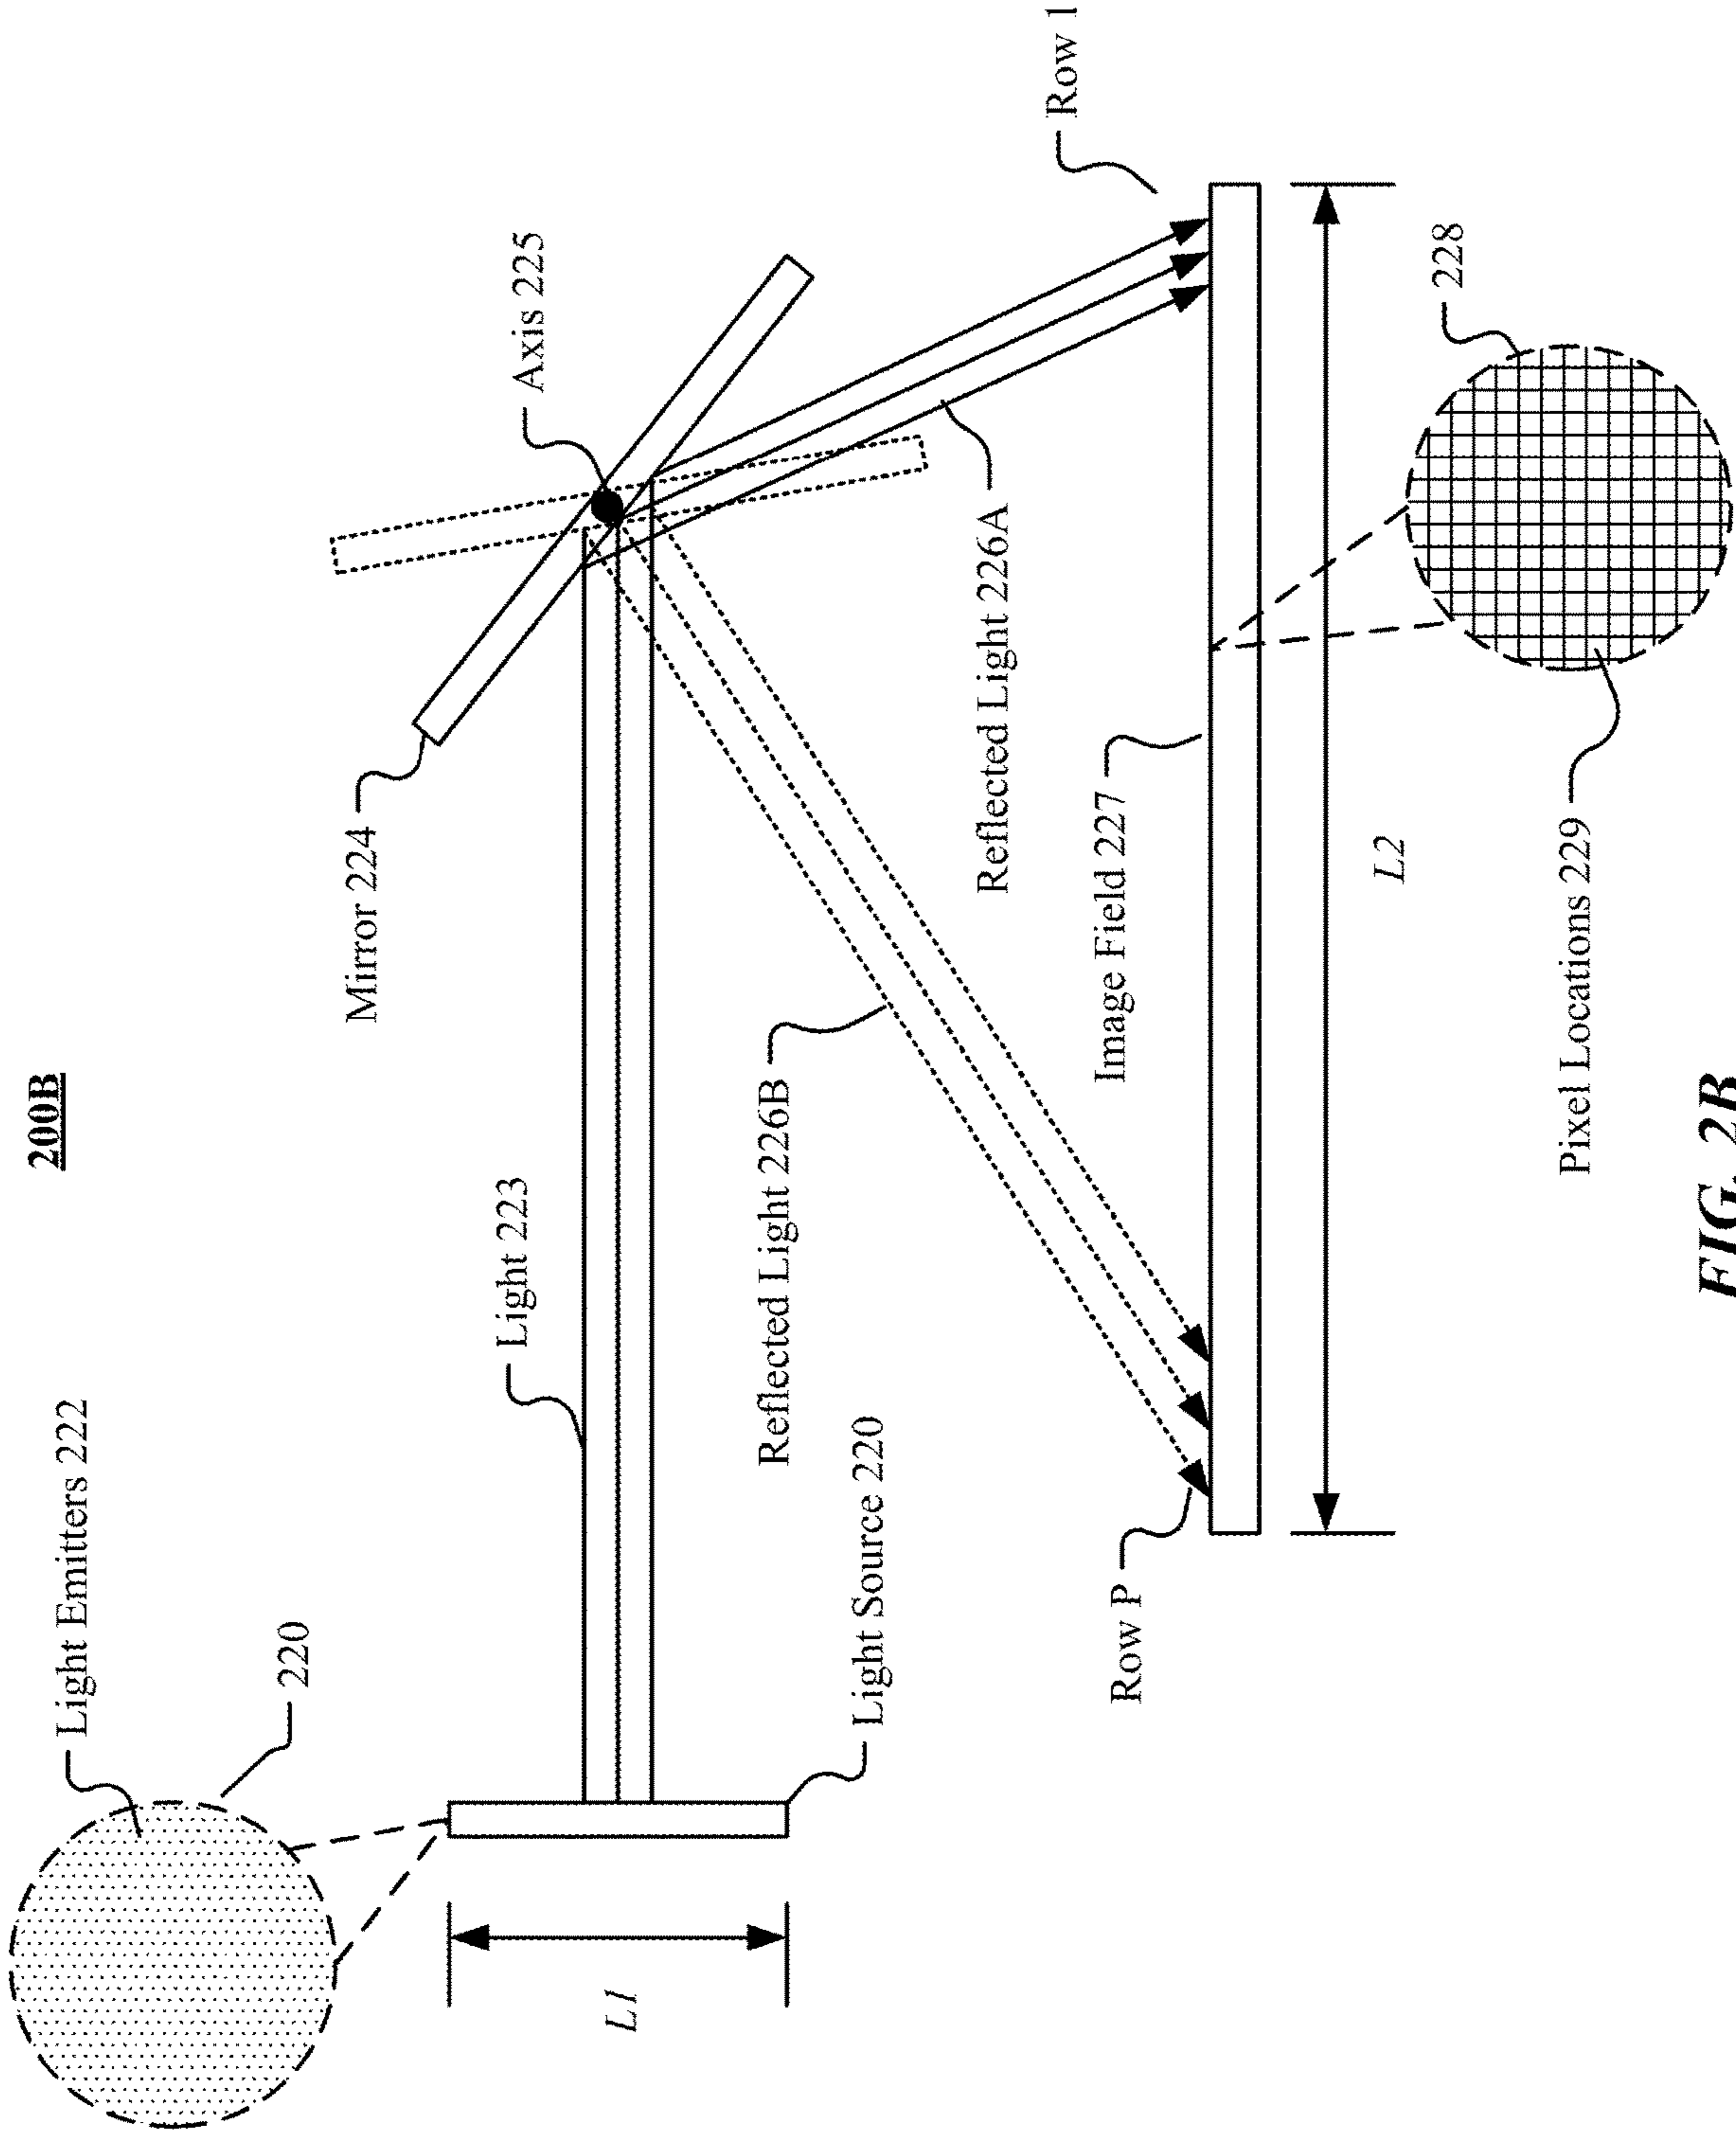 200B
Light Emitters 222
220
Light 223
Mirror 224
Axis 225
Light Source 220
L1
Reflected Light 226B
Reflected Light 226A
Row 1
Row P
Image Field 227
L2
228
Pixel Locations 229
FIG. 2B